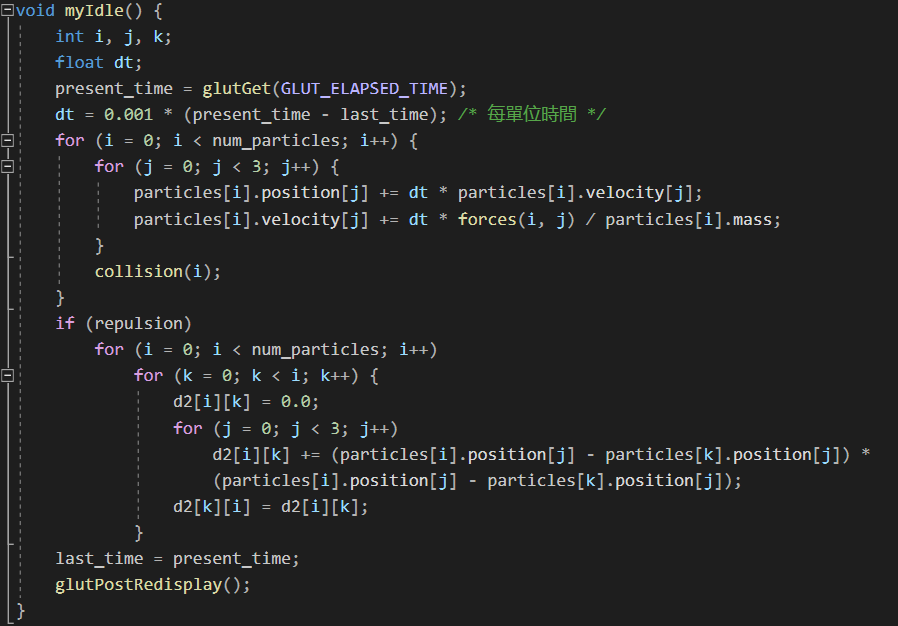 void myIdle() {
    int i, j, k;
    float dt;
    present_time = glutGet(GLUT_ELAPSED_TIME);
    dt = 0.001 * (present_time - last_time); /* 每單位時間 */
    for (i = 0; i < num_particles; i++) {
        for (j = 0; j < 3; j++) {
            particles[i].position[j] += dt * particles[i].velocity[j];
            particles[i].velocity[j] += dt * forces(i, j) / particles[i].mass;
        }
        collision(i);
    }
    if (repulsion)
        for (i = 0; i < num_particles; i++)
            for (k = 0; k < i; k++) {
                d2[i][k] = 0.0;
                for (j = 0; j < 3; j++)
                    d2[i][k] += (particles[i].position[j] - particles[k].position[j]) *
                    (particles[i].position[j] - particles[k].position[j]);
                d2[k][i] = d2[i][k];
            }
    last_time = present_time;
    glutPostRedisplay();
}